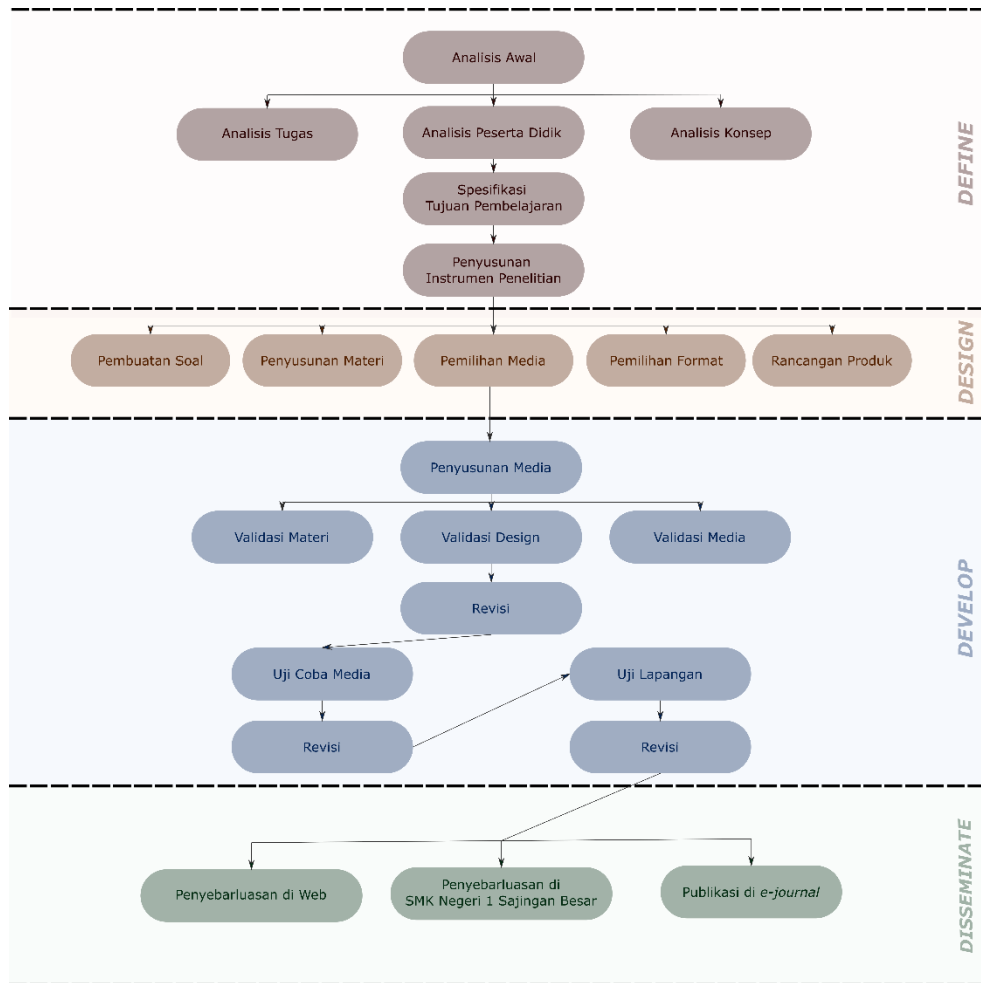 Analisis Awal
Analisis Tugas
Analisis Peserta Didik
Analisis Konsep
Spesifikasi
Tujuan Pembelajaran
Penyusunan
Instrumen Penelitian
DEFINE
Pembuatan Soal
Penyusunan Materi
Pemilihan Media
Pemilihan Format
Rancangan Produk
DESIGN
Penyusunan Media
Validasi Materi
Validasi Design
Validasi Media
Revisi
Uji Coba Media
Uji Lapangan
Revisi
Revisi
DEVELOP
Penyebarluasan di Web
Penyebarluasan di
SMK Negeri 1 Sajingan Besar
Publikasi di e-journal
DISSEMINATE